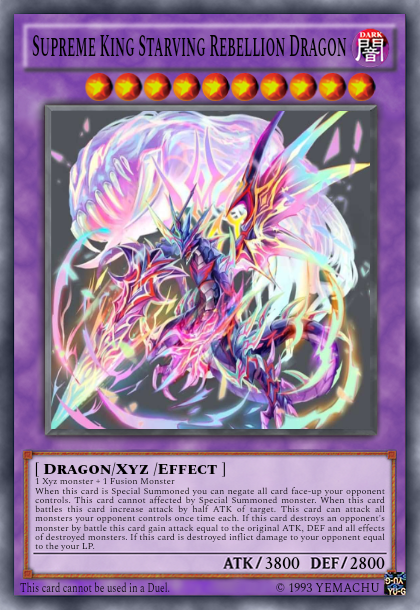 SUPREME KING STARVING REBELLION DRAGON
DARK
闇
[ DRAGON/XYZ /EFFECT ]
1 Xyz monster + 1 Fusion Monster
When this card is Special Summoned you can negate all card face-up your opponent
controls. This card cannot affected by Special Summoned monster. When this card
battles this card increase attack by half ATK of target. This card can attack all
monsters your opponent controls once time each. If this card destroys an opponent's
monster by battle this card gain attack equal to the original ATK, DEF and all effects
of destroyed monsters. If this card is destroyed inflict damage to your opponent equal
to the your LP.
ATK/3800 DEF/2800
This card cannot be used in a Duel.
© 1993 YEMACHU
YU-G